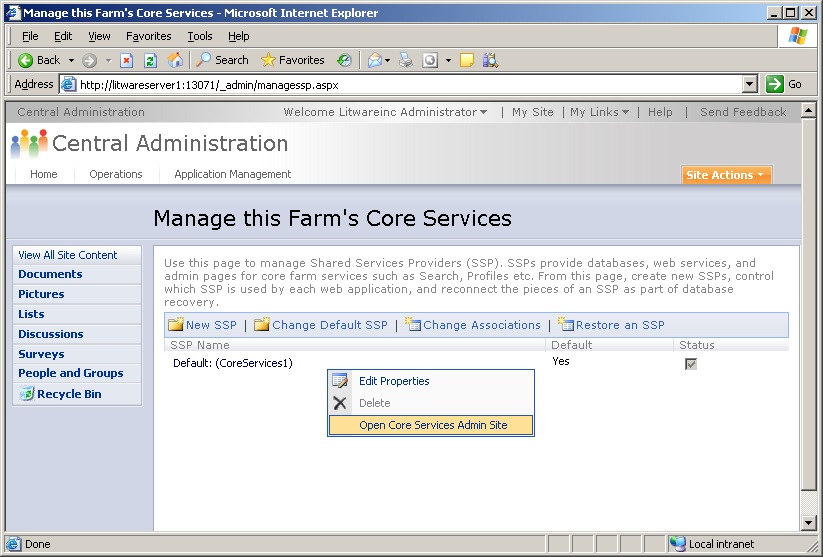 Manage this Farm's Core Services - Microsoft Internet Explorer
File Edit View Favorites Tools Help
Back Search Favorites
Address http://litwareserver1:13071/_admin/managessp.aspx Go
Central Administration Welcome Litwareinc Administrator | My Site | My Links | Help | Send Feedback
Central Administration
Home Operations Application Management Site Actions
Manage this Farm's Core Services
View All Site Content
Documents
Pictures
Lists
Discussions
Surveys
People and Groups
Recycle Bin
Use this page to manage Shared Services Providers (SSP). SSPs provide databases, web services, and
admin pages for core farm services such as Search, Profiles etc. From this page, create new SSPs, control
which SSP is used by each web application, and reconnect the pieces of an SSP as part of database
recovery.
New SSP | Change Default SSP | Change Associations | Restore an SSP
SSP Name Default Status
Default: (CoreServices1) Yes
Edit Properties
Delete
Open Core Services Admin Site
Done Local intranet